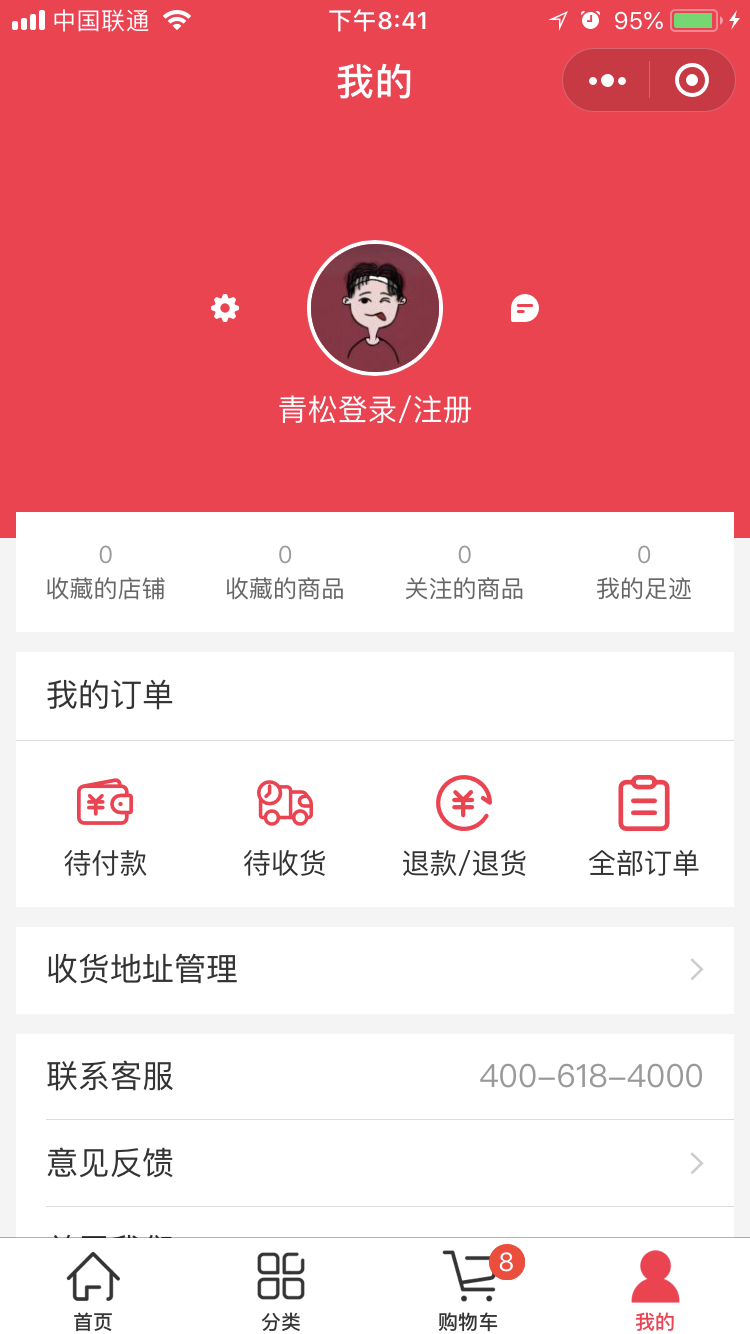 中国联通 下午8:41 95%
我的
青松登录/注册
0 0 0 0
收藏的店铺 收藏的商品 关注的商品 我的足迹
我的订单
待付款 待收货 退款/退货 全部订单
收货地址管理
联系客服 400-618-4000
意见反馈
8
首页 分类 购物车 我的